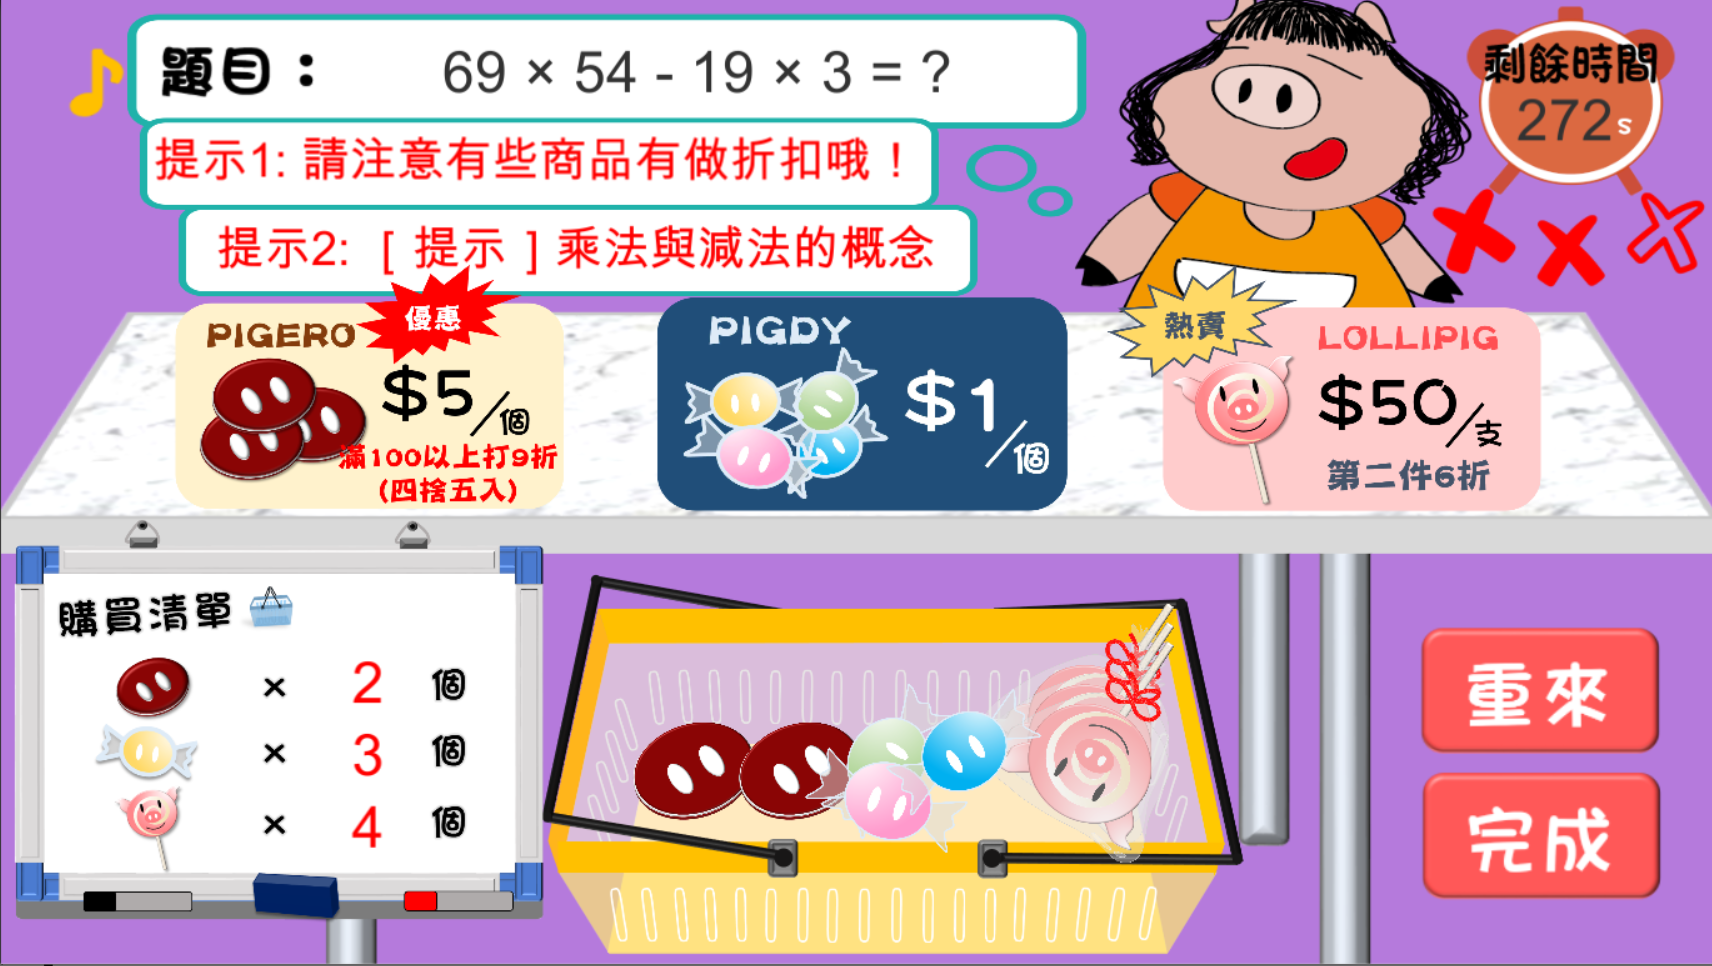 題目： 69 × 54 - 19 × 3 = ?
剩餘時間
272s
提示1: 請注意有些商品有做折扣哦！
提示2: [ 提示 ] 乘法與減法的概念
PIGERO
優惠
$5/個
滿100以上打9折
(四捨五入)
PIGDY
$1/個
熱賣
LOLLIPIG
$50/支
第二件6折
購買清單
× 2 個
× 3 個
× 4 個
重來
完成